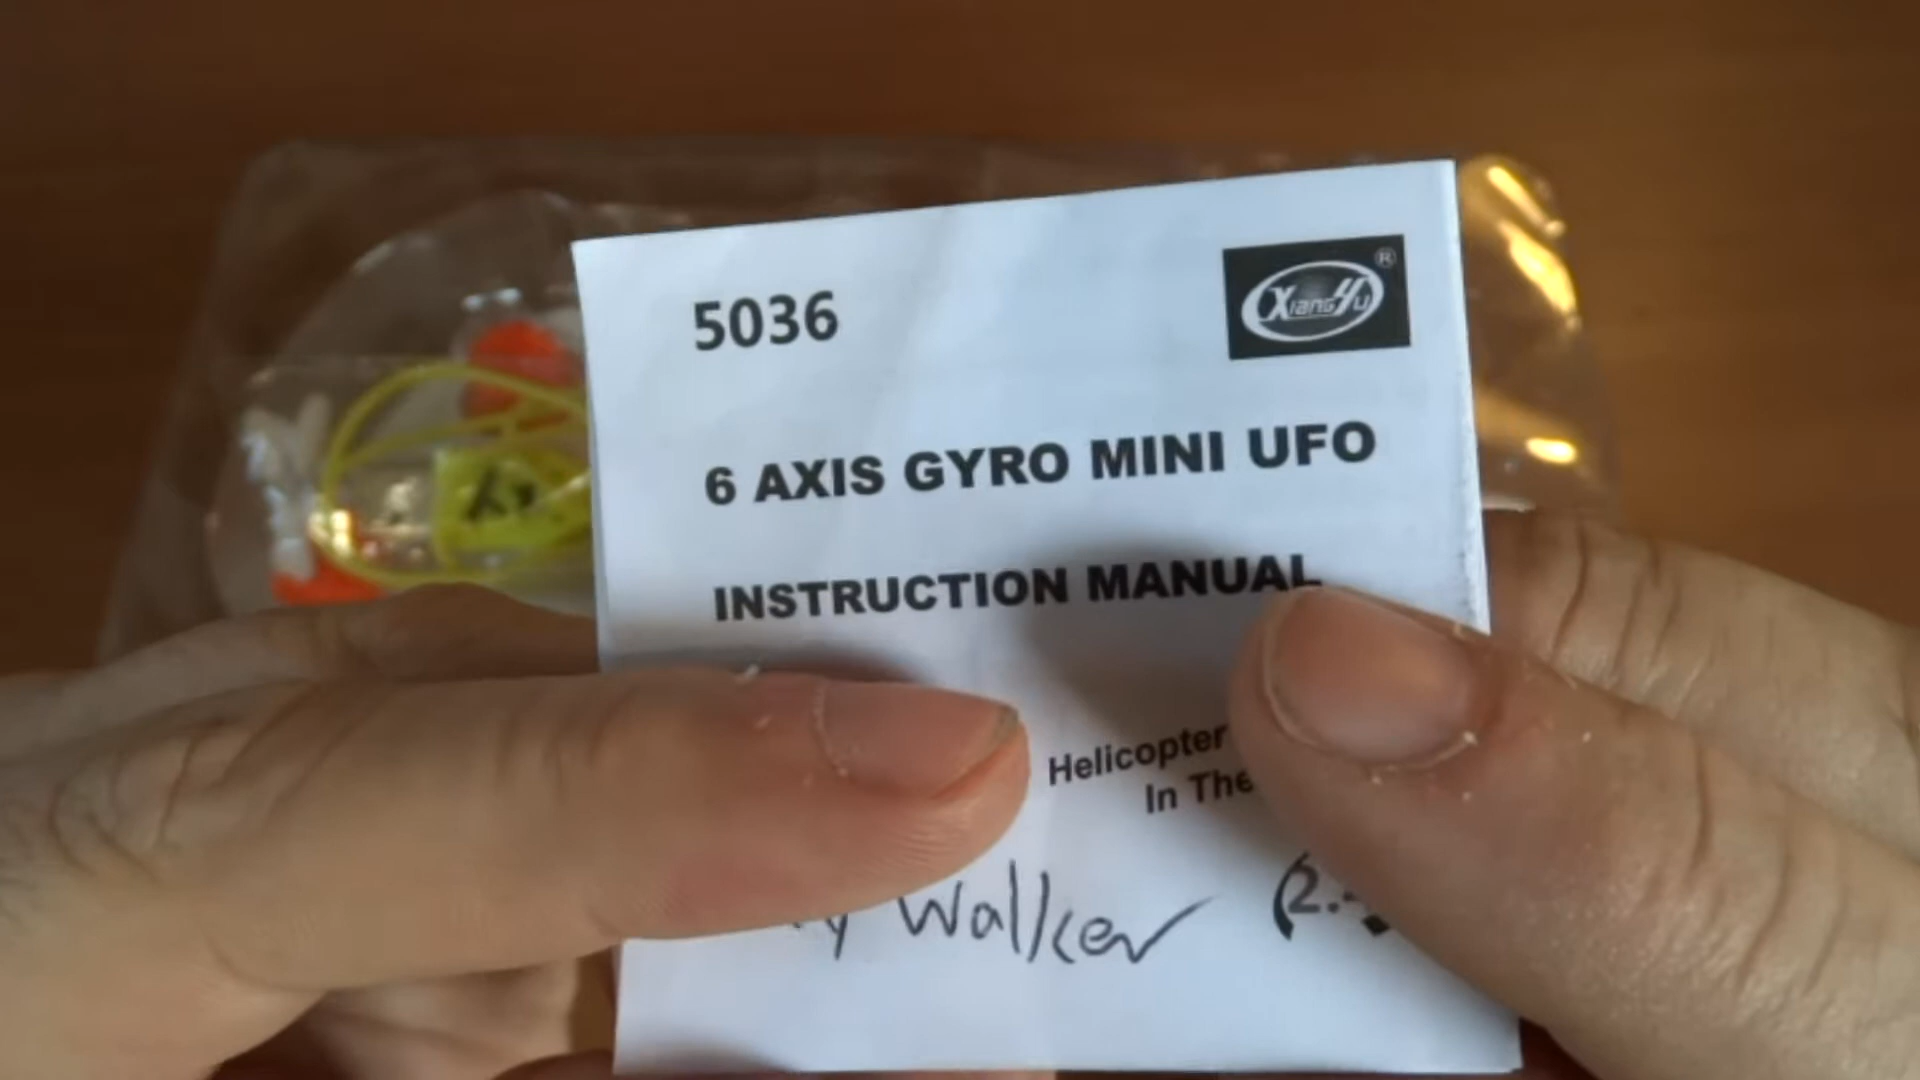 5036
XiangYu ®
6 AXIS GYRO MINI UFO
INSTRUCTION MANUAL
Helicopter
In The
Walker